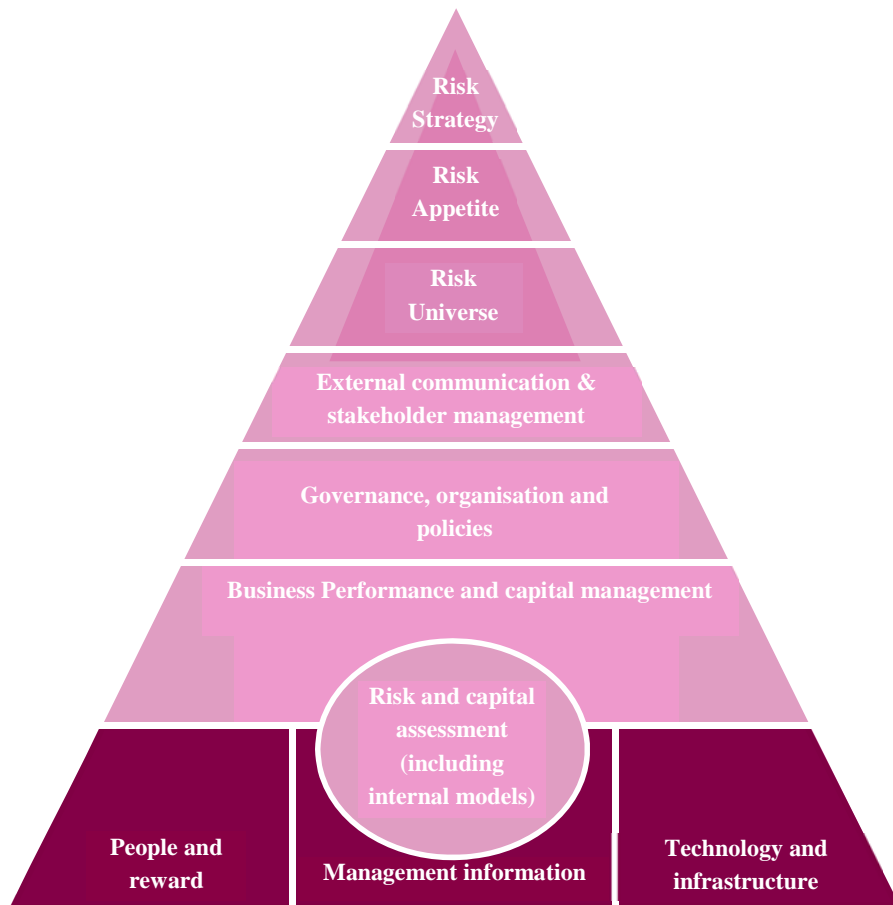 Risk
Strategy
Risk
Appetite
Risk
Universe
External communication &
stakeholder management
Governance, organisation and
policies
Business Performance and capital management
Risk and capital
assessment
(including
internal models)
People and
reward
Management information
Technology and
infrastructure